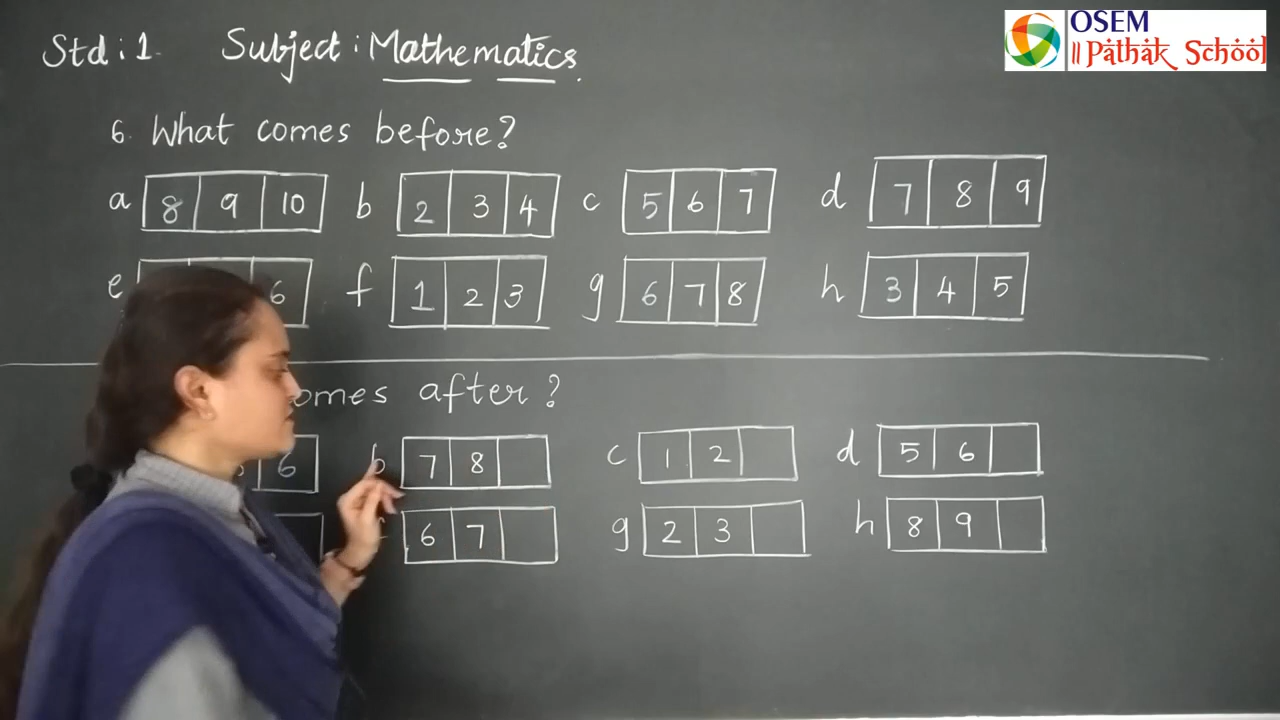 OSEM
॥ Pathak School
Std : 1. Subject : Mathematics.
6. What comes before?
a 8 9 10 b 2 3 4 c 5 6 7 d 7 8 9
e 6 f 1 2 3 g 6 7 8 h 3 4 5
omes after ?
6 b 7 8 c 1 2 d 5 6
6 7 g 2 3 h 8 9